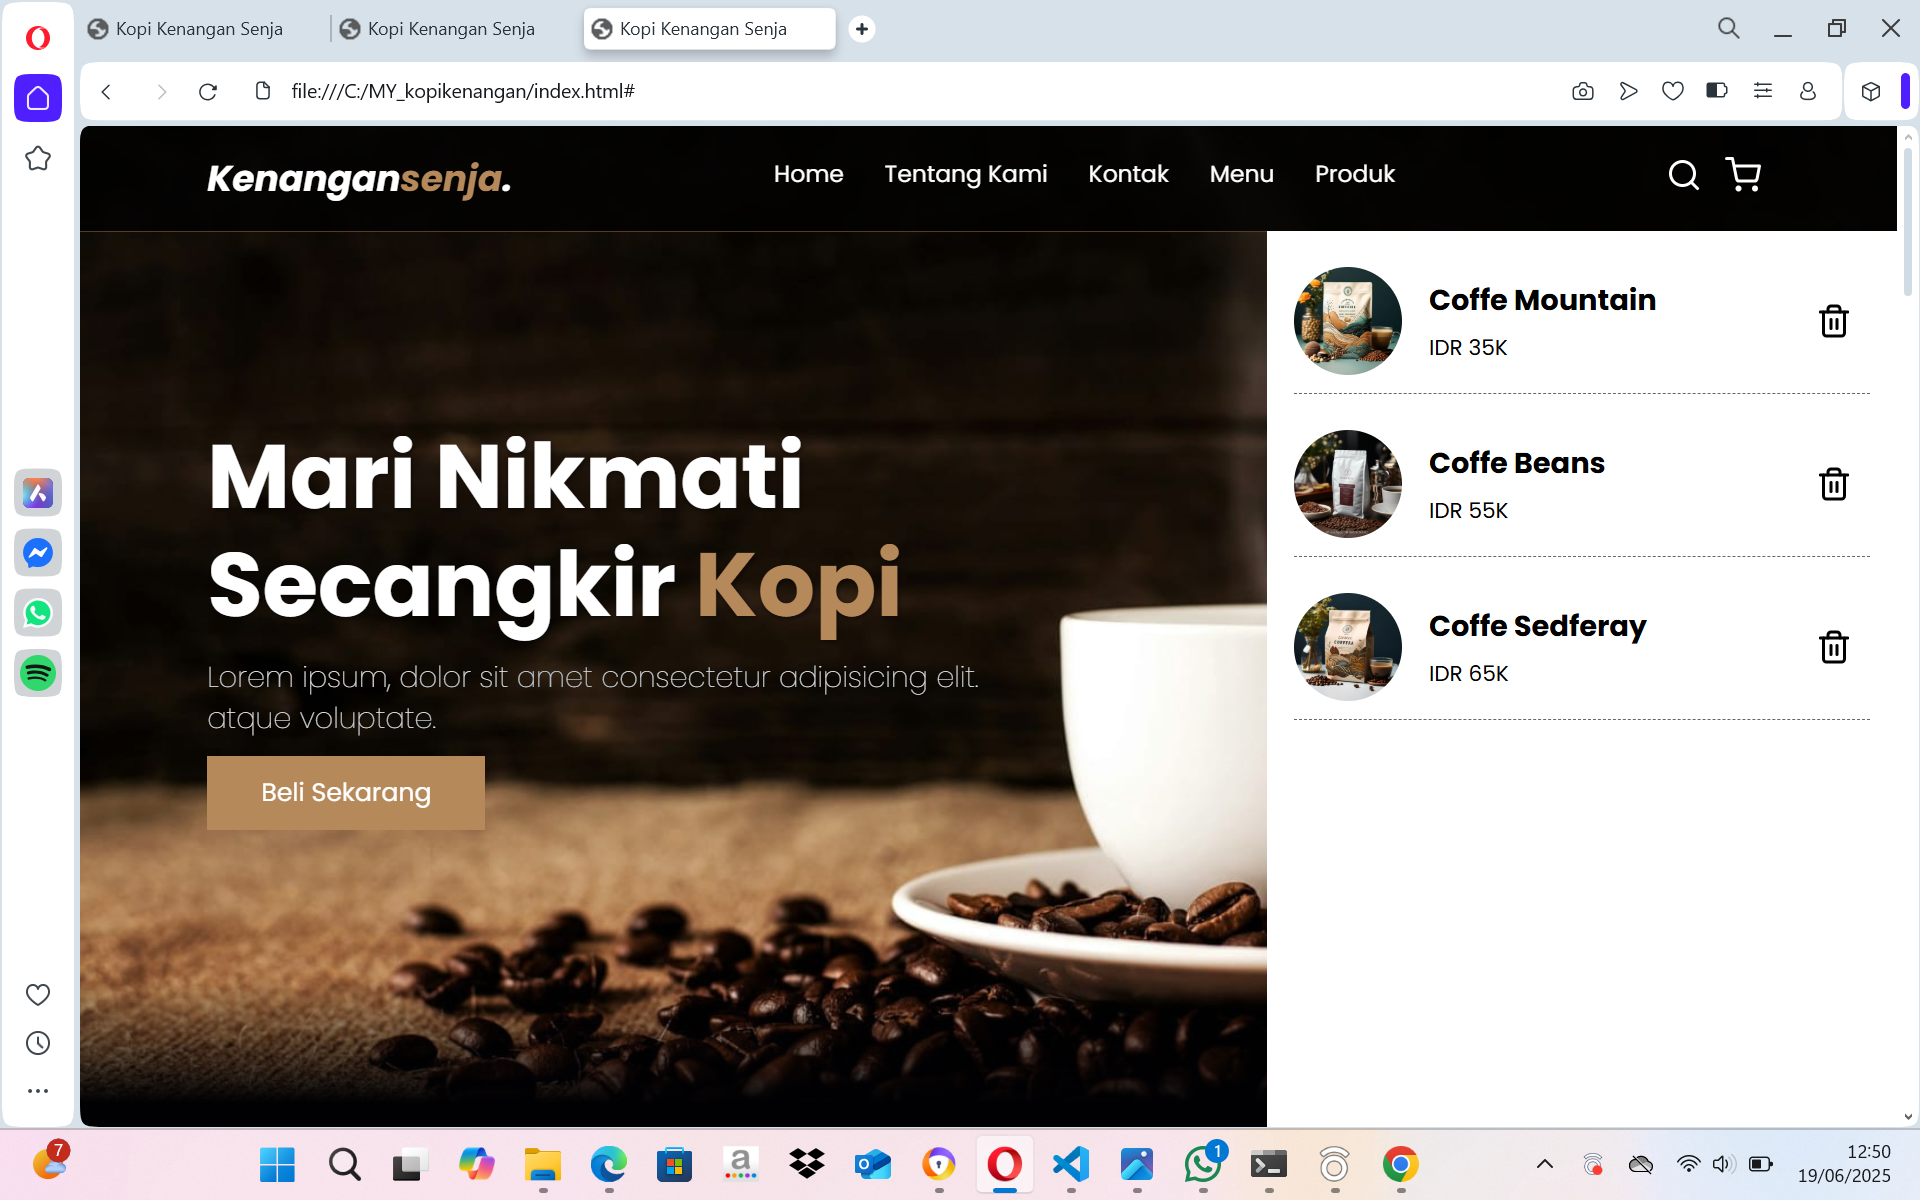 Kopi Kenangan Senja
Kopi Kenangan Senja
Kopi Kenangan Senja
file:///C:/MY_kopikenangan/index.html#
Kenangansenja.
Home
Tentang Kami
Kontak
Menu
Produk
Mari Nikmati
Secangkir Kopi
Lorem ipsum, dolor sit amet consectetur adipisicing elit.
atque voluptate.
Beli Sekarang
Coffe Mountain
IDR 35K
Coffe Beans
IDR 55K
Coffe Sedferay
IDR 65K
7
a
1
12:50
19/06/2025